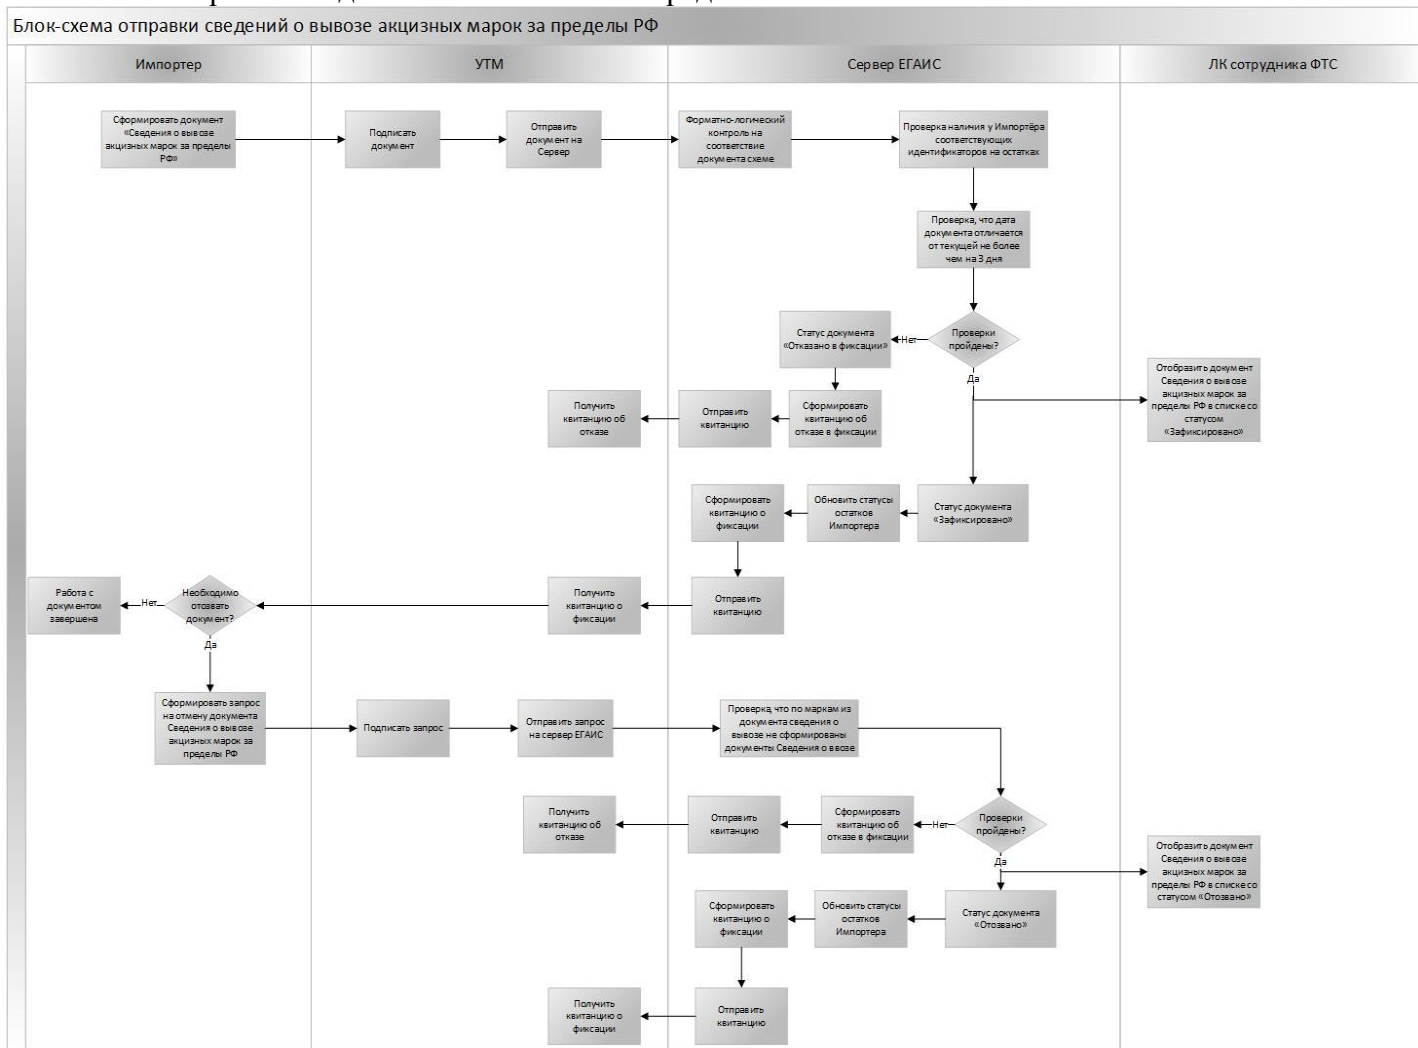 Блок-схема отправки сведений о вывозе акцизных марок за пределы РФ
Импортер
УТМ
Сервер ЕГАИС
ЛК сотрудника ФТС
Сформировать документ
«Сведения о вывозе
акцизных марок за пределы
РФ»
Подписать
документ
Отправить
документ на
Сервер
Форматно-логический
контроль на
соответствие
документа схеме
Проверка наличия у Импортёра
соответствующих
идентификаторов на остатках
Проверка, что дата
документа отличается
от текущей не более
чем на 3 дня
Проверки
пройдены?
Нет
Статус документа
«Отказано в фиксации»
Да
Отобразить документ
Сведения о вывозе
акцизных марок за
пределы РФ в списке со
статусом
«Зафиксировано»
Сформировать
квитанцию об
отказе в фиксации
Отправить
квитанцию
Получить
квитанцию об
отказе
Статус документа
«Зафиксировано»
Обновить статусы
остатков
Импортера
Сформировать
квитанцию о
фиксации
Отправить
квитанцию
Получить
квитанцию о
фиксации
Необходимо
отозвать
документ?
Нет
Работа с
документом
завершена
Да
Сформировать запрос
на отмену документа
Сведения о вывозе
акцизных марок за
пределы РФ
Подписать запрос
Отправить запрос
на сервер ЕГАИС
Проверка, что по маркам из
документа сведения о
вывозе не сформированы
документы Сведения о ввозе
Проверки
пройдены?
Нет
Сформировать
квитанцию об
отказе в фиксации
Отправить
квитанцию
Получить
квитанцию об
отказе
Да
Отобразить документ
Сведения о вывозе
акцизных марок за
пределы РФ в списке со
статусом «Отозвано»
Статус документа
«Отозвано»
Обновить статусы
остатков
Импортера
Сформировать
квитанцию о
фиксации
Отправить
квитанцию
Получить
квитанцию о
фиксации